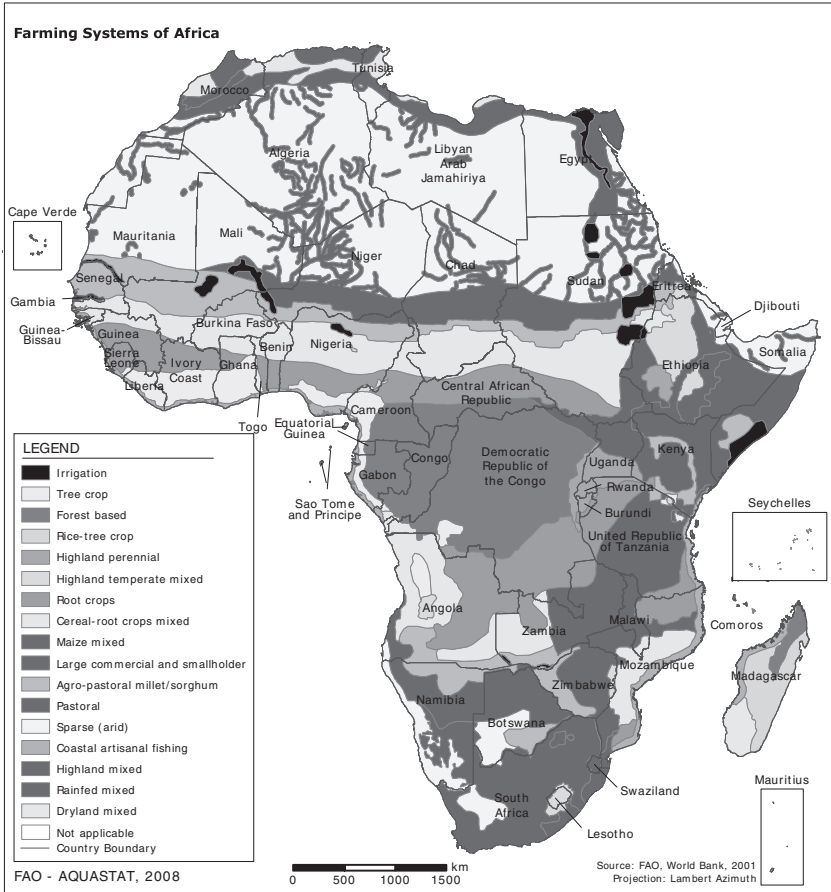 Farming Systems of Africa
Tunisia
Morocco
Algeria
Libyan
Arab
Jamahiriya
Egypt
Cape Verde
Mauritania
Mali
Niger
Chad
Sudan
Eritrea
Senegal
Gambia
Guinea-
Bissau
Guinea
Sierra
Leone
Liberia
Ivory
Coast
Burkina Faso
Ghana
Benin
Togo
Nigeria
Djibouti
Somalia
Ethiopia
Central African
Republic
Cameroon
Equatorial
Guinea
Gabon
Congo
Democratic
Republic of
the Congo
Sao Tome
and Principe
Uganda
Kenya
Rwanda
Burundi
United Republic
of Tanzania
Seychelles
Comoros
Angola
Zambia
Malawi
Mozambique
Madagascar
Zimbabwe
Namibia
Botswana
Swaziland
South
Africa
Lesotho
Mauritius
LEGEND
Irrigation
Tree crop
Forest based
Rice-tree crop
Highland perennial
Highland temperate mixed
Root crops
Cereal-root crops mixed
Maize mixed
Large commercial and smallholder
Agro-pastoral millet/sorghum
Pastoral
Sparse (arid)
Coastal artisanal fishing
Highland mixed
Rainfed mixed
Dryland mixed
Not applicable
Country Boundary
FAO - AQUASTAT, 2008
km
0 500 1000 1500
Source: FAO, World Bank, 2001
Projection: Lambert Azimuth